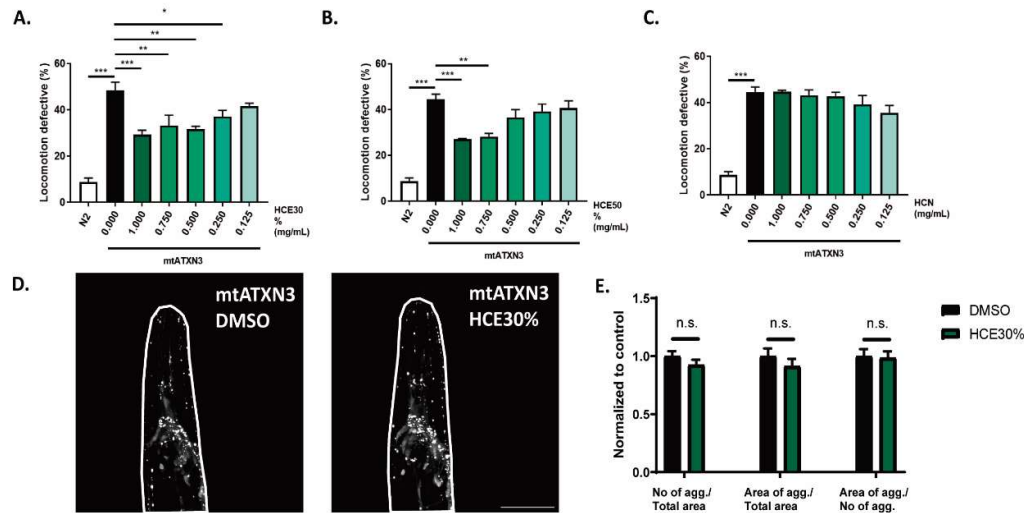 A.
*
**
**
***
***
Locomotion defective (%)
60
40
20
0
N2
0.000
1.000
0.750
0.500
0.250
0.125
HCE30
%
(mg/mL)
mtATXN3
B.
**
***
***
Locomotion defective (%)
60
40
20
0
N2
0.000
1.000
0.750
0.500
0.250
0.125
HCE50
%
(mg/mL)
mtATXN3
C.
***
Locomotion defective (%)
60
40
20
0
N2
0.000
1.000
0.750
0.500
0.250
0.125
HCN
(mg/mL)
mtATXN3
D.
mtATXN3
DMSO
mtATXN3
HCE30%
E.
Normalized to control
1.5
1.0
0.5
0.0
n.s.
n.s.
n.s.
No of agg./
Total area
Area of agg./
Total area
Area of agg./
No of agg.
DMSO
HCE30%